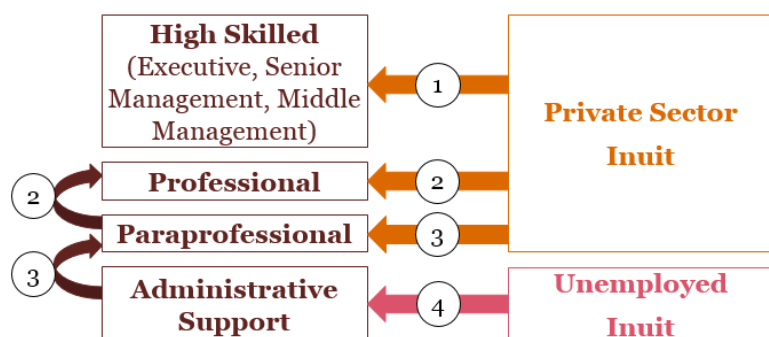 High Skilled
(Executive, Senior
Management, Middle
Management)
1
Private Sector
Inuit
2
Professional
2
Paraprofessional
3
3
Administrative
Support
4
Unemployed
Inuit